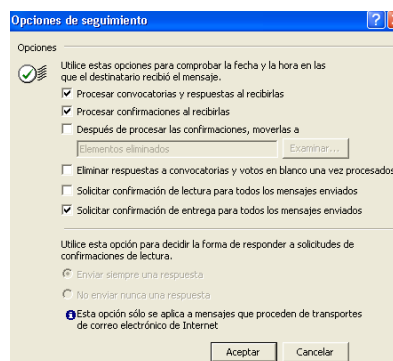 Opciones de seguimiento
Opciones
Utilice estas opciones para comprobar la fecha y la hora en las
que el destinatario recibió el mensaje.
Procesar convocatorias y respuestas al recibirlas
Procesar confirmaciones al recibirlas
Después de procesar las confirmaciones, moverlas a
Elementos eliminados
Examinar...
Eliminar respuestas a convocatorias y votos en blanco una vez procesados
Solicitar confirmación de lectura para todos los mensajes enviados
Solicitar confirmación de entrega para todos los mensajes enviados
Utilice esta opción para decidir la forma de responder a solicitudes de
confirmaciones de lectura.
Enviar siempre una respuesta
No enviar nunca una respuesta
Esta opción sólo se aplica a mensajes que proceden de transportes
de correo electrónico de Internet
Aceptar Cancelar